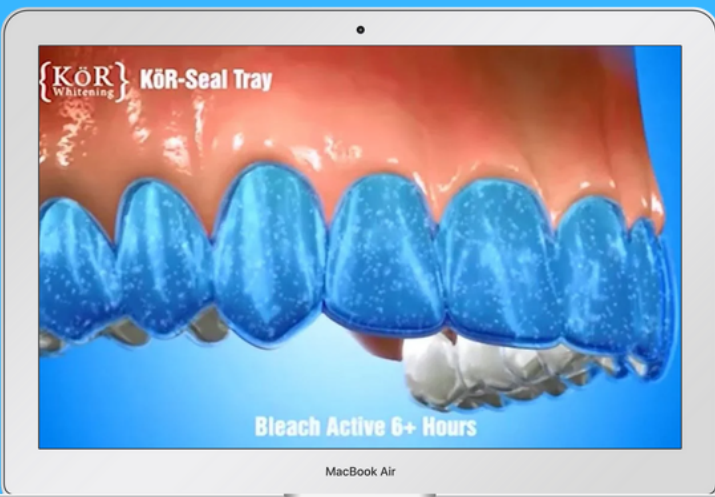 {KöR} KöR-Seal Tray
Whitening
Bleach Active 6+ Hours
MacBook Air